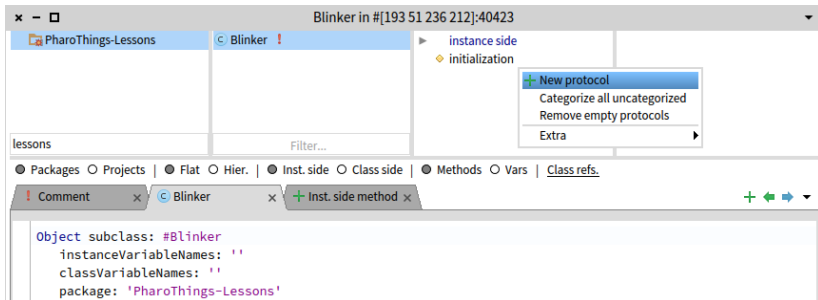 Blinker in #[193 51 236 212]:40423
PharoThings-Lessons
Blinker !
instance side
initialization
New protocol
Categorize all uncategorized
Remove empty protocols
Extra
lessons
Filter...
Packages Projects | Flat Hier. | Inst. side Class side | Methods Vars | Class refs.
! Comment x
C Blinker x
Inst. side method x
Object subclass: #Blinker
instanceVariableNames: ''
classVariableNames: ''
package: 'PharoThings-Lessons'